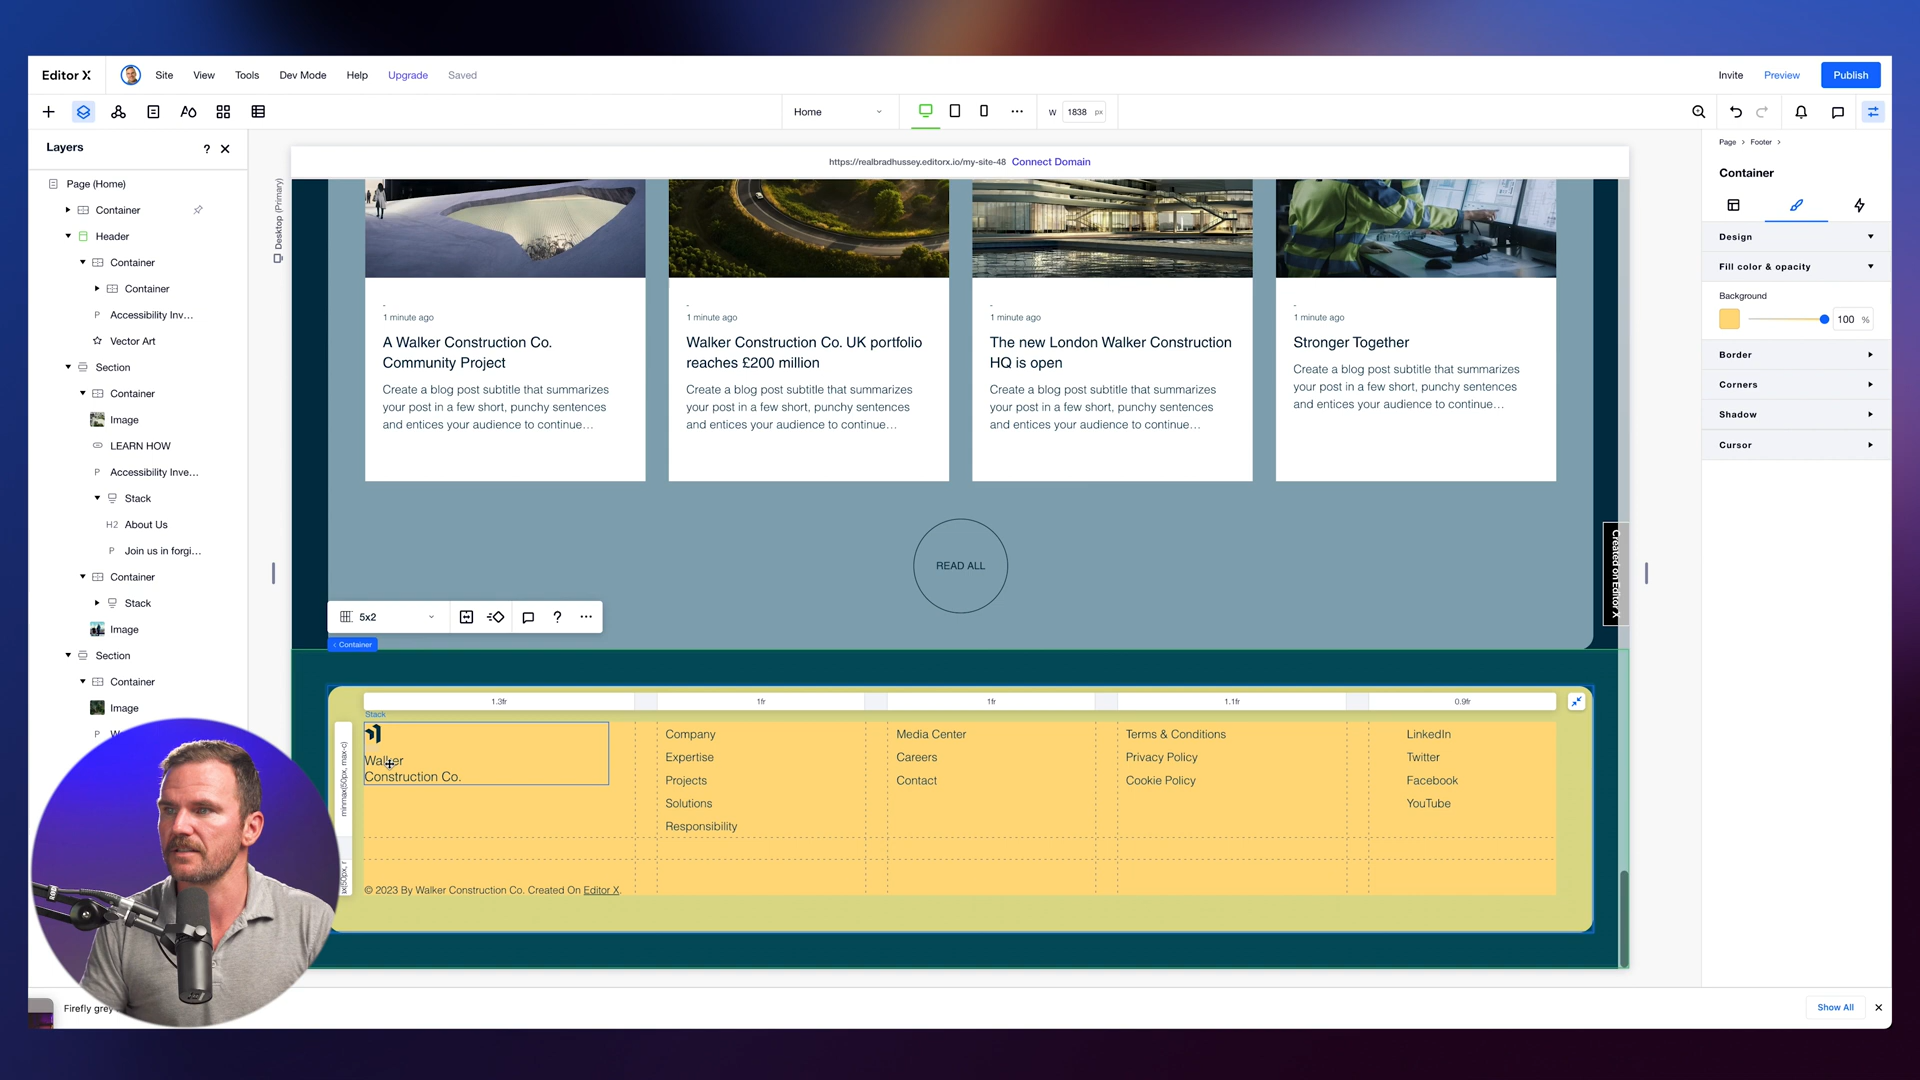 Editor X
Site
View
Tools
Dev Mode
Help
Upgrade
Saved
Invite
Preview
Publish
Home
W
1838
px
Layers
?
Page (Home)
Container
Header
Container
Container
P
Accessibility Inv...
Vector Art
Section
Container
Image
LEARN HOW
P
Accessibility Inve...
Stack
H2
About Us
P
Join us in forgi...
Container
Stack
Image
Section
Container
Image
P
Desktop (Primary)
https://realbradhussey.editorx.io/my-site-48
Connect Domain
-
1 minute ago
A Walker Construction Co.
Community Project
Create a blog post subtitle that summarizes
your post in a few short, punchy sentences
and entices your audience to continue...
-
1 minute ago
Walker Construction Co. UK portfolio
reaches £200 million
Create a blog post subtitle that summarizes
your post in a few short, punchy sentences
and entices your audience to continue...
-
1 minute ago
The new London Walker Construction
HQ is open
Create a blog post subtitle that summarizes
your post in a few short, punchy sentences
and entices your audience to continue...
-
1 minute ago
Stronger Together
Create a blog post subtitle that summarizes
your post in a few short, punchy sentences
and entices your audience to continue...
READ ALL
Created on Editor X
5x2
?
< Container
1.3fr
1fr
1fr
1.1fr
0.9fr
Stack
minmax(50px, max-c)
Walker
Construction Co.
Company
Expertise
Projects
Solutions
Responsibility
Media Center
Careers
Contact
Terms & Conditions
Privacy Policy
Cookie Policy
LinkedIn
Twitter
Facebook
YouTube
© 2023 By Walker Construction Co. Created On Editor X.
Page > Footer >
Container
Design
Fill color & opacity
Background
100
%
Border
Corners
Shadow
Cursor
Firefly grey
Show All